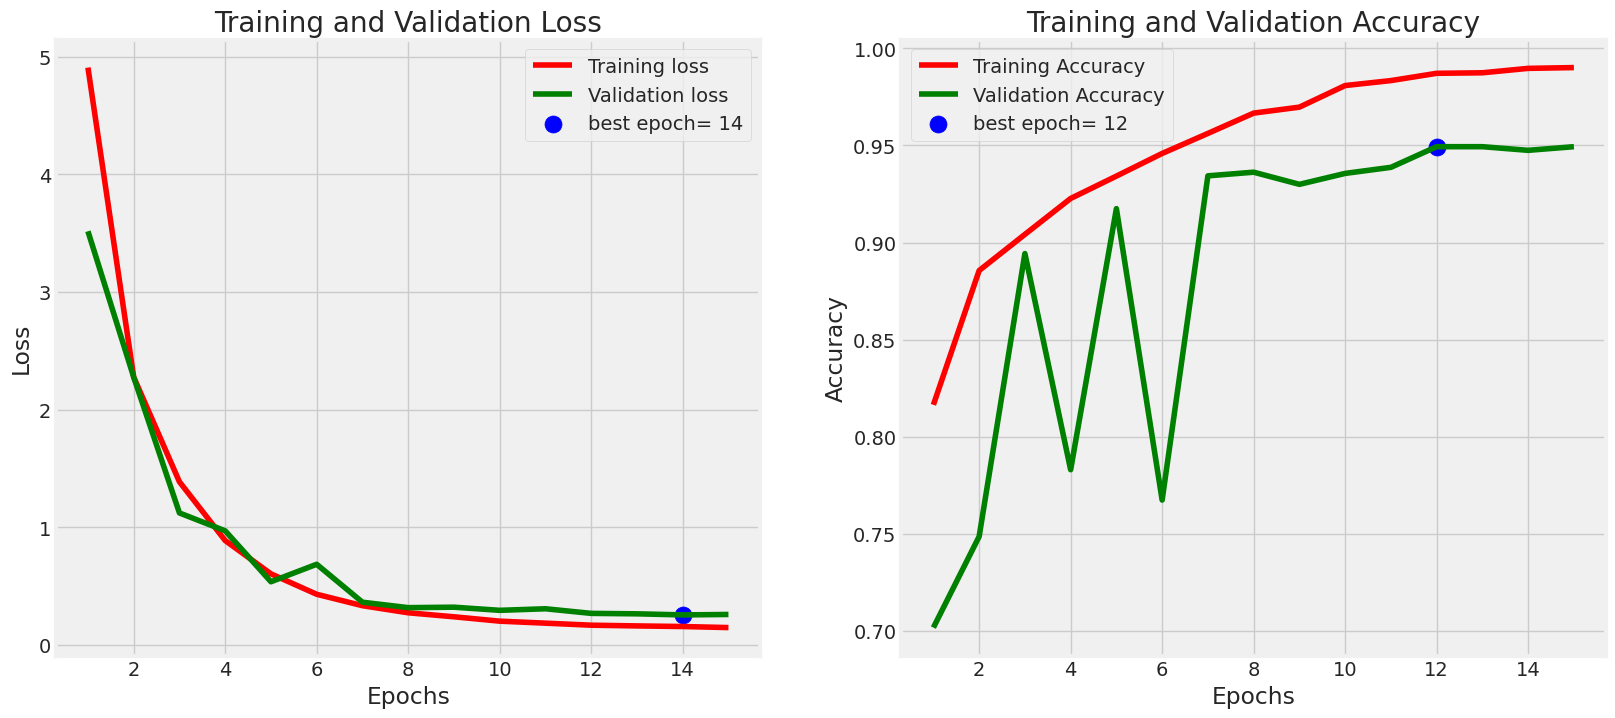 Training and Validation Loss
5
4
3
2
1
0
Loss
Training loss
Validation loss
best epoch= 14
2 4 6 8 10 12 14
Epochs
Training and Validation Accuracy
1.00
0.95
0.90
0.85
0.80
0.75
0.70
Accuracy
Training Accuracy
Validation Accuracy
best epoch= 12
2 4 6 8 10 12 14
Epochs